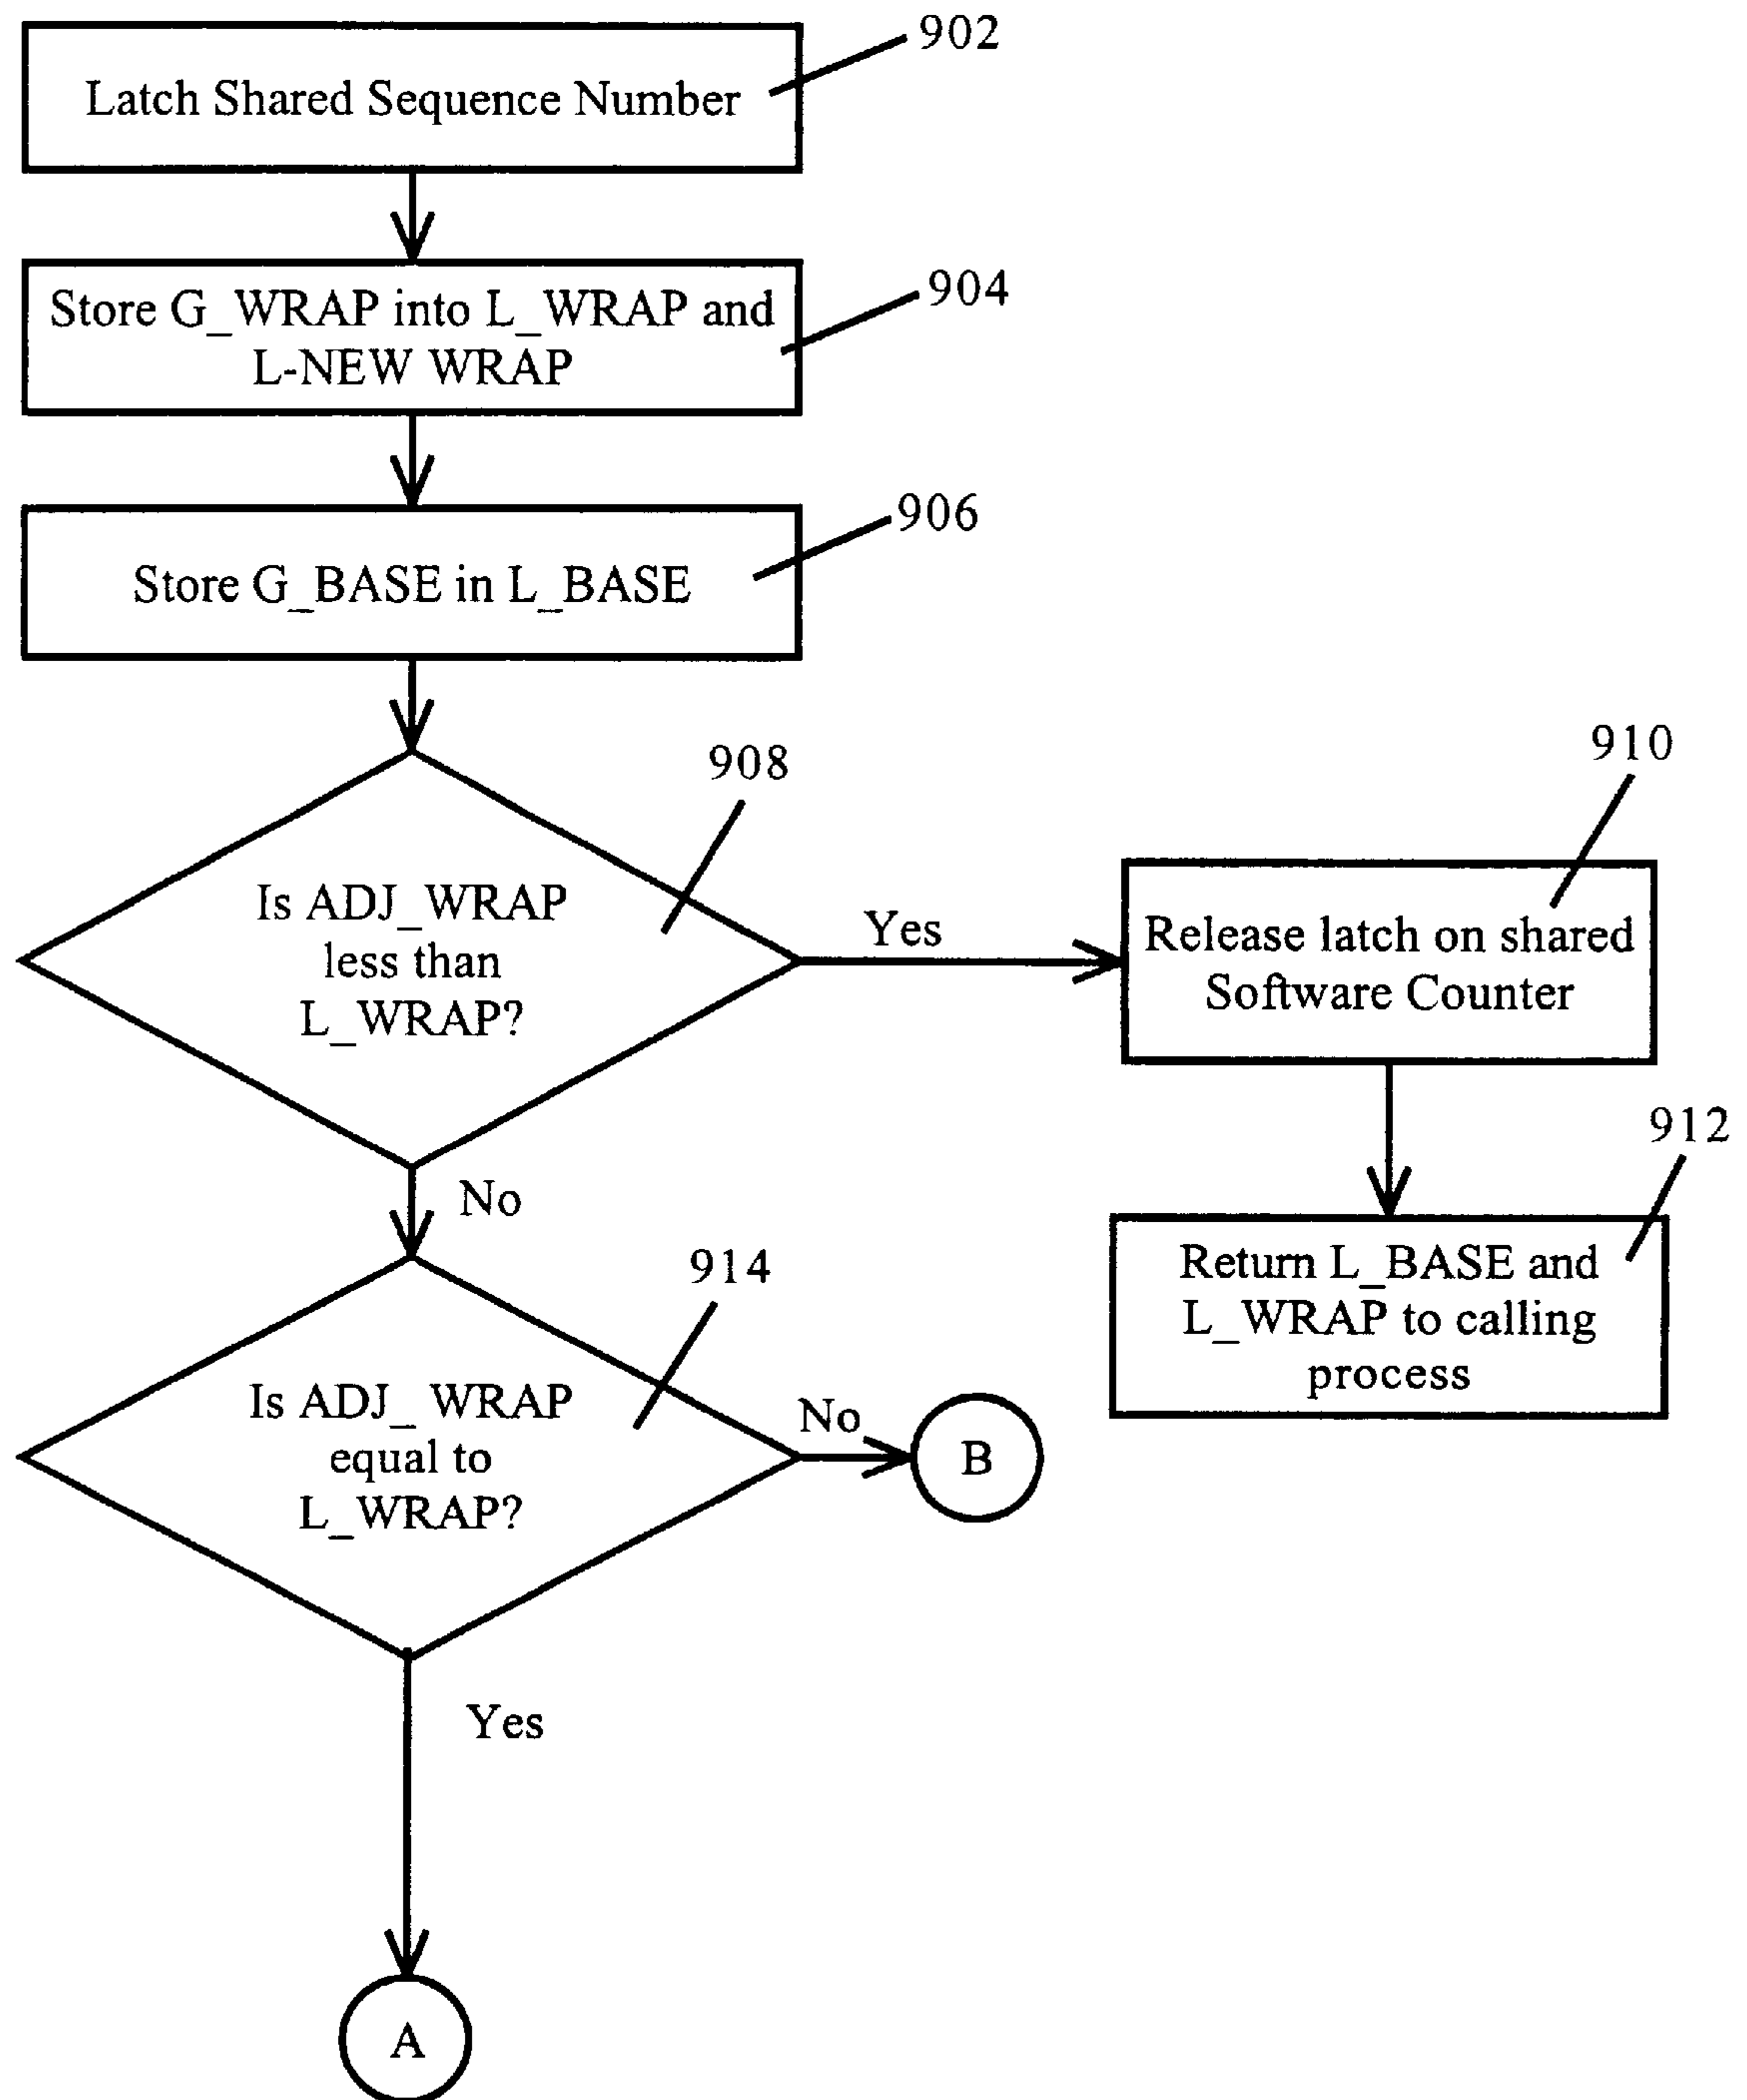 902
Latch Shared Sequence Number
904
Store G_WRAP into L_WRAP and
L-NEW WRAP
906
Store G_BASE in L_BASE
908
Is ADJ_WRAP
less than
L_WRAP?
Yes
910
Release latch on shared
Software Counter
912
Return L_BASE and
L_WRAP to calling
process
No
914
Is ADJ_ WRAP
equal to
L_WRAP?
No
B
Yes
A